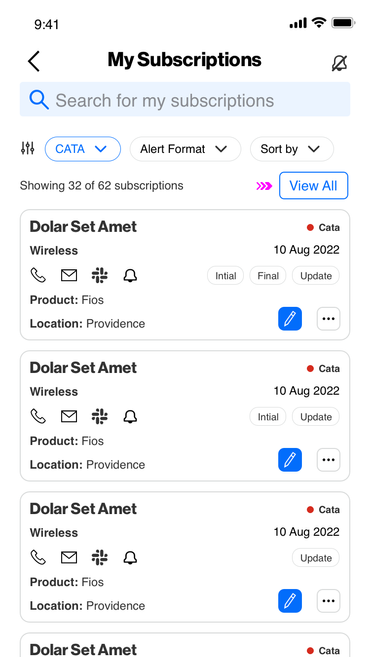 9:41
My Subscriptions
Search for my subscriptions
CATA Alert Format Sort by
Showing 32 of 62 subscriptions View All
Dolar Set Amet Cata
Wireless 10 Aug 2022
Intial Final Update
Product: Fios
Location: Providence
Dolar Set Amet Cata
Wireless 10 Aug 2022
Intial Update
Product: Fios
Location: Providence
Dolar Set Amet Cata
Wireless 10 Aug 2022
Update
Product: Fios
Location: Providence
Dolar Set Amet Cata